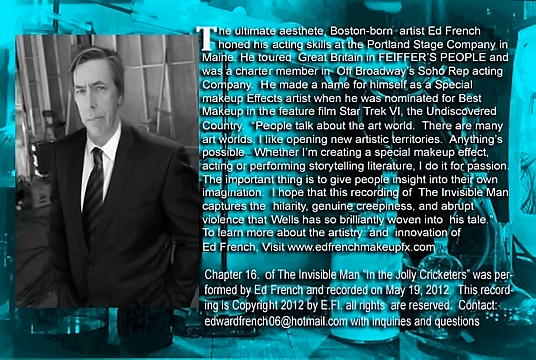 The ultimate aesthete, Boston-born artist Ed French
honed his acting skills at the Portland Stage Company in
Maine. He toured Great Britain in FEIFFER'S PEOPLE and
was a charter member in Off Broadway's Soho Rep acting
Company. He made a name for himself as a Special
makeup Effects artist when he was nominated for Best
Makeup in the feature film Star Trek VI, the Undiscovered
Country. "People talk about the art world. There are many
art worlds. I like opening new artistic territories. Anything's
possible. Whether I'm creating a special makeup effect,
acting or performing storytelling literature, I do it for passion.
The important thing is to give people insight into their own
imagination. I hope that this recording of The Invisible Man
captures the hilarity, genuine creepiness, and abrupt
violence that Wells has so brilliantly woven into his tale."
To learn more about the artistry and innovation of
Ed French, Visit www.edfrenchmakeupfx.com .
Chapter 16. of The Invisible Man "In the Jolly Cricketers" was per-
formed by Ed French and recorded on May 19, 2012. This record-
ing is Copyright 2012 by E.FI. all rights are reserved. Contact:
edwardfrench06@hotmail.com with inquines and questions